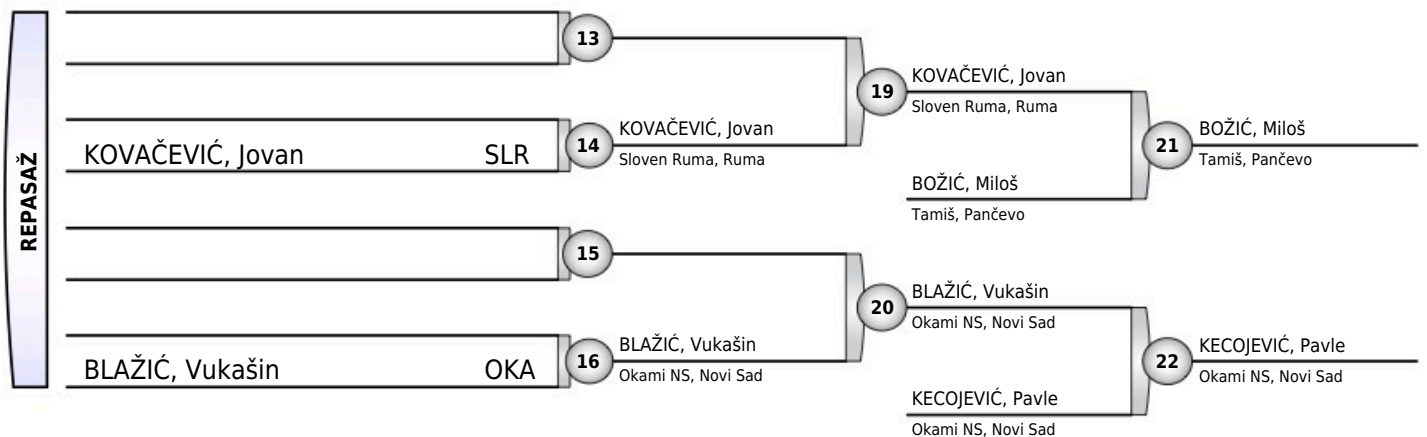 REPASAŽ
13
KOVAČEVIĆ, Jovan SLR
14
KOVAČEVIĆ, Jovan
Sloven Ruma, Ruma
15
BLAŽIĆ, Vukašin OKA
16
BLAŽIĆ, Vukašin
Okami NS, Novi Sad
19
KOVAČEVIĆ, Jovan
Sloven Ruma, Ruma
BOŽIĆ, Miloš
Tamiš, Pančevo
20
BLAŽIĆ, Vukašin
Okami NS, Novi Sad
KECOJEVIĆ, Pavle
Okami NS, Novi Sad
21
BOŽIĆ, Miloš
Tamiš, Pančevo
22
KECOJEVIĆ, Pavle
Okami NS, Novi Sad